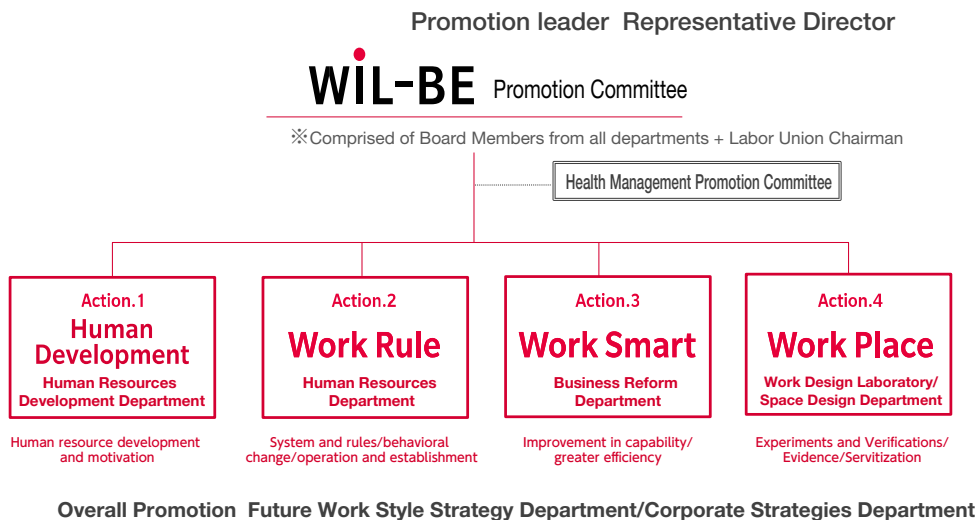 Promotion leader Representative Director
WiL-BE Promotion Committee
※Comprised of Board Members from all departments + Labor Union Chairman
Health Management Promotion Committee
Action.1
Human
Development
Human Resources
Development Department
Human resource development
and motivation
Action.2
Work Rule
Human Resources
Department
System and rules/behavioral
change/operation and establishment
Action.3
Work Smart
Business Reform
Department
Improvement in capability/
greater efficiency
Action.4
Work Place
Work Design Laboratory/
Space Design Department
Experiments and Verifications/
Evidence/Servitization
Overall Promotion Future Work Style Strategy Department/Corporate Strategies Department